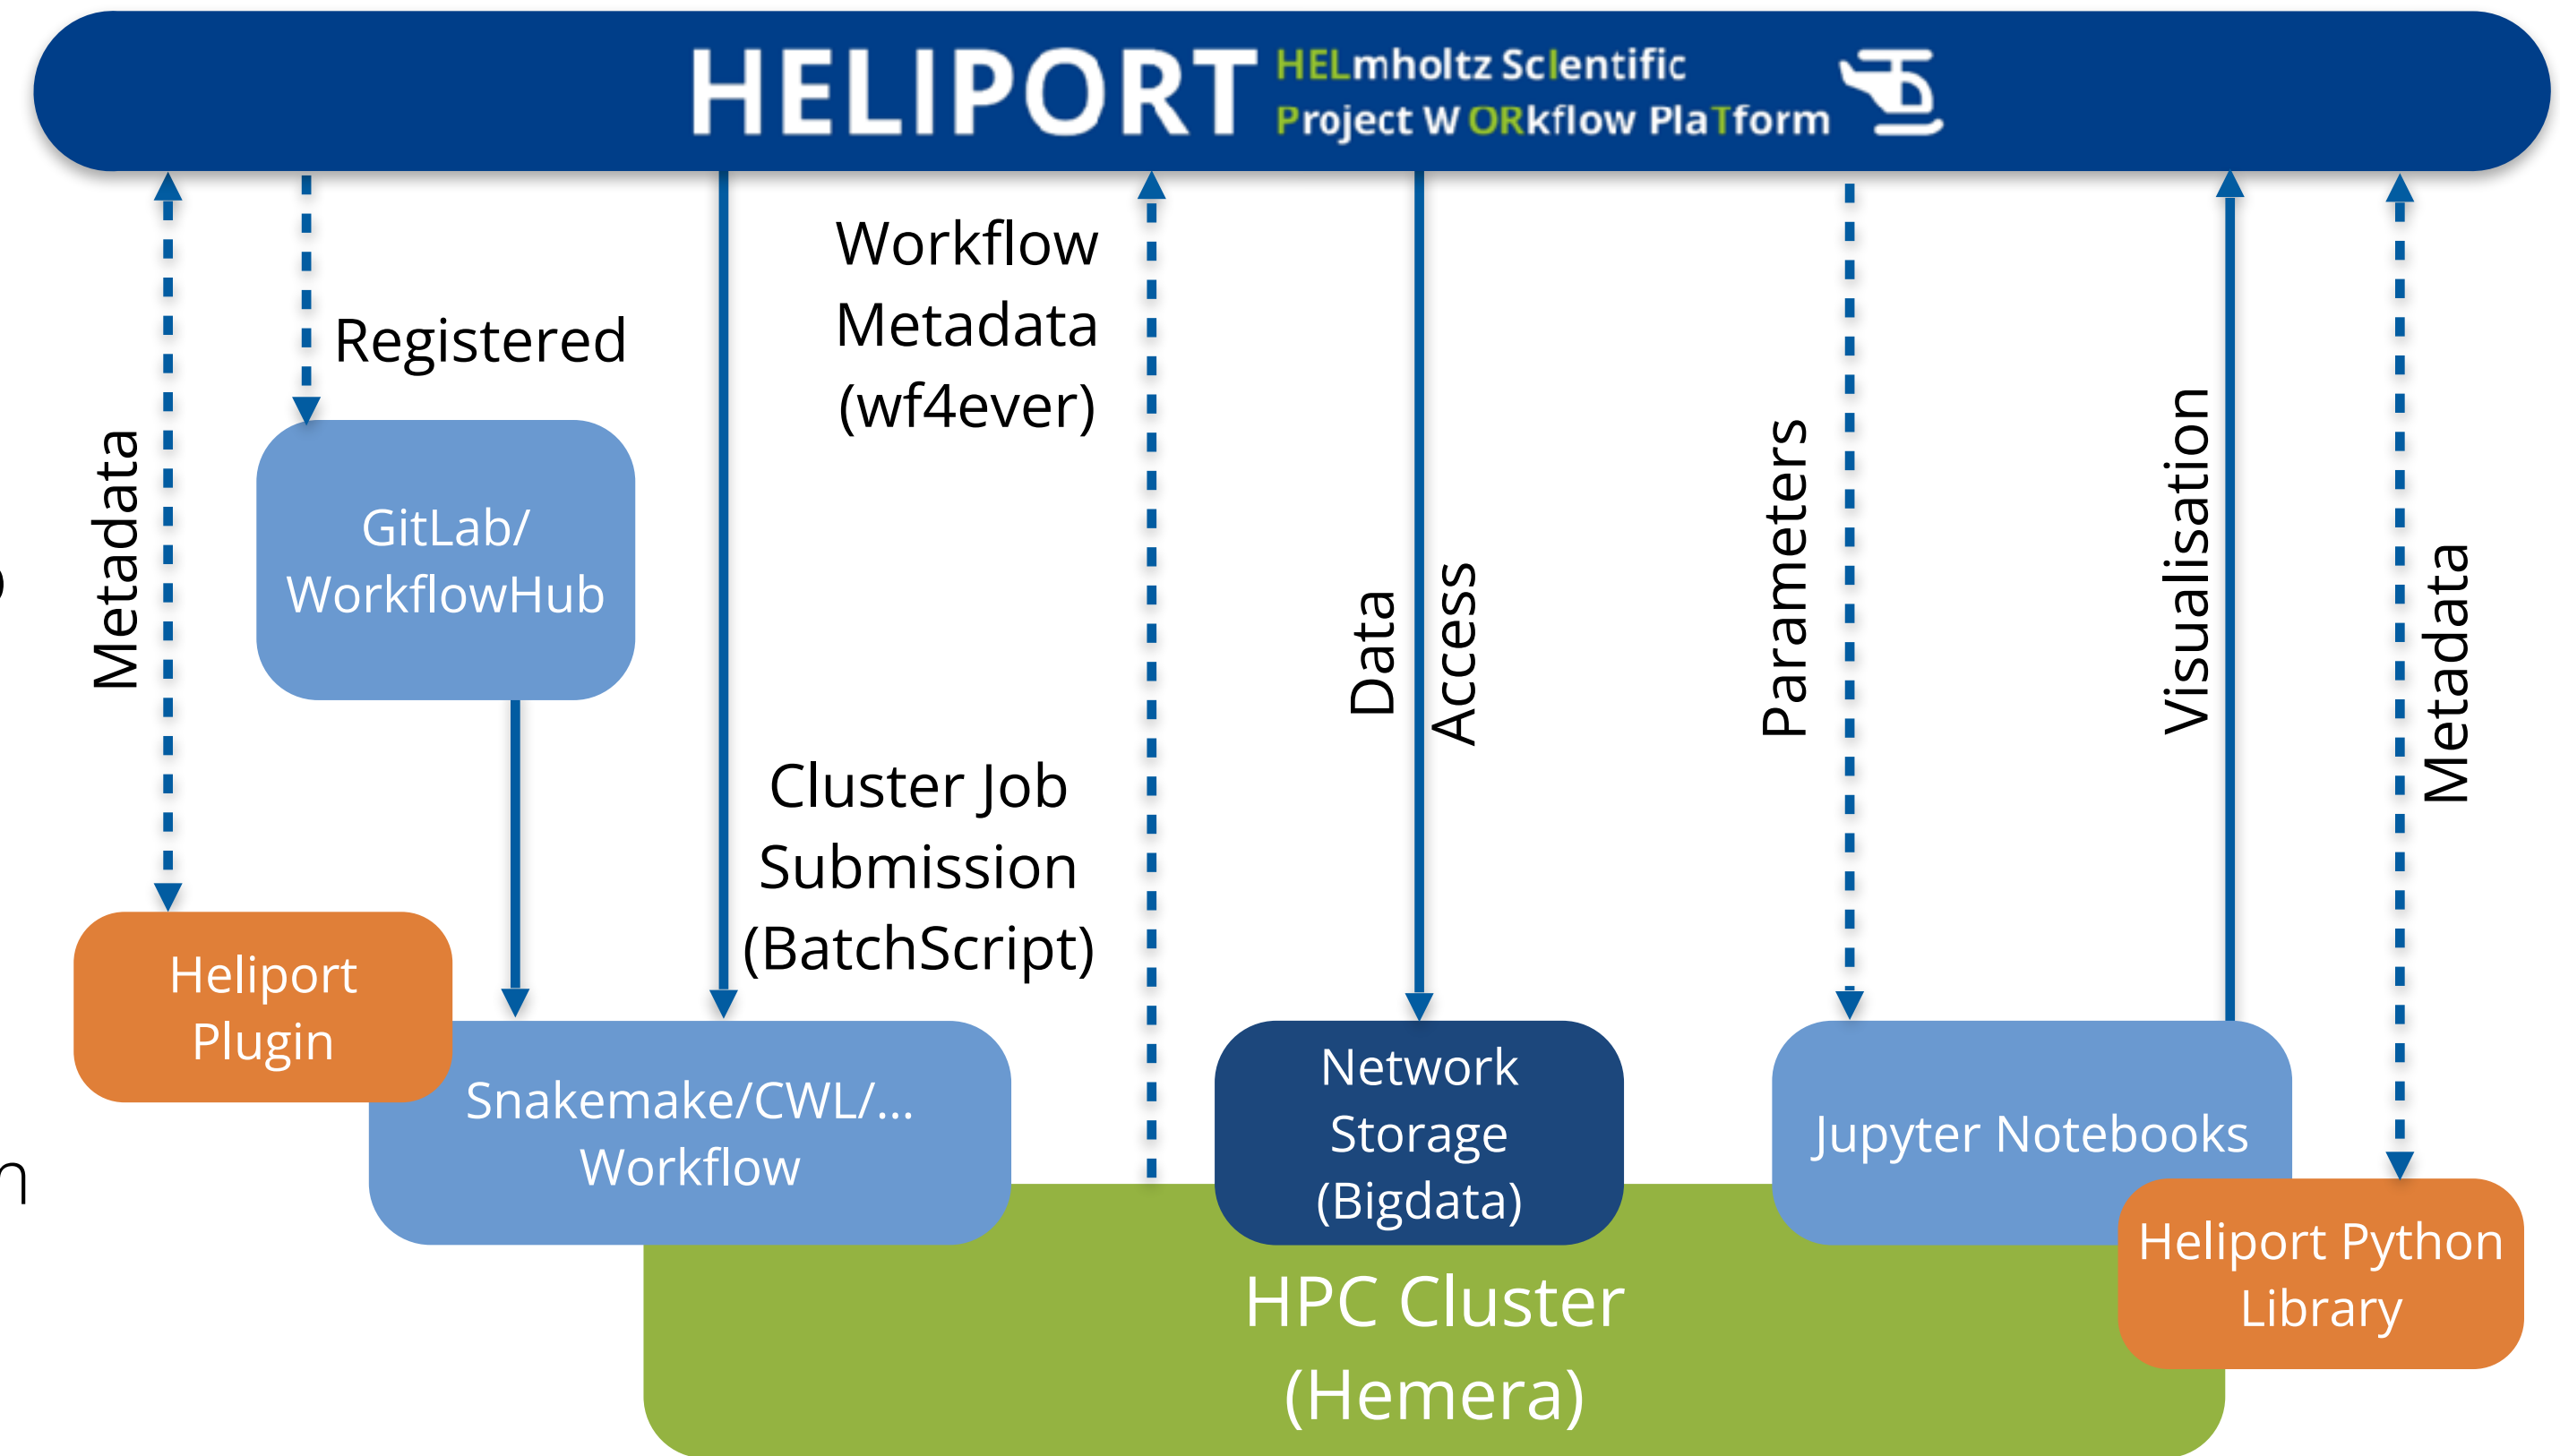 HELIPORT
HELmholtz ScIentific
Project W ORkflow PlaTform
Metadata
Registered
Workflow
Metadata
(wf4ever)
GitLab/
WorkflowHub
Cluster Job
Submission
(BatchScript)
Data
Access
Parameters
Visualisation
Metadata
Heliport
Plugin
Snakemake/CWL/...
Workflow
Network
Storage
(Bigdata)
Jupyter Notebooks
Heliport Python
Library
HPC Cluster
(Hemera)